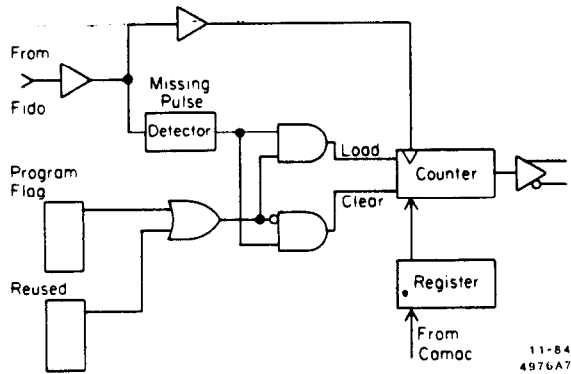 From
Fido
Missing
Pulse
Detector
Program
Flag
Reused
Load
Clear
Counter
Register
From
Camac
11-84
4976A7